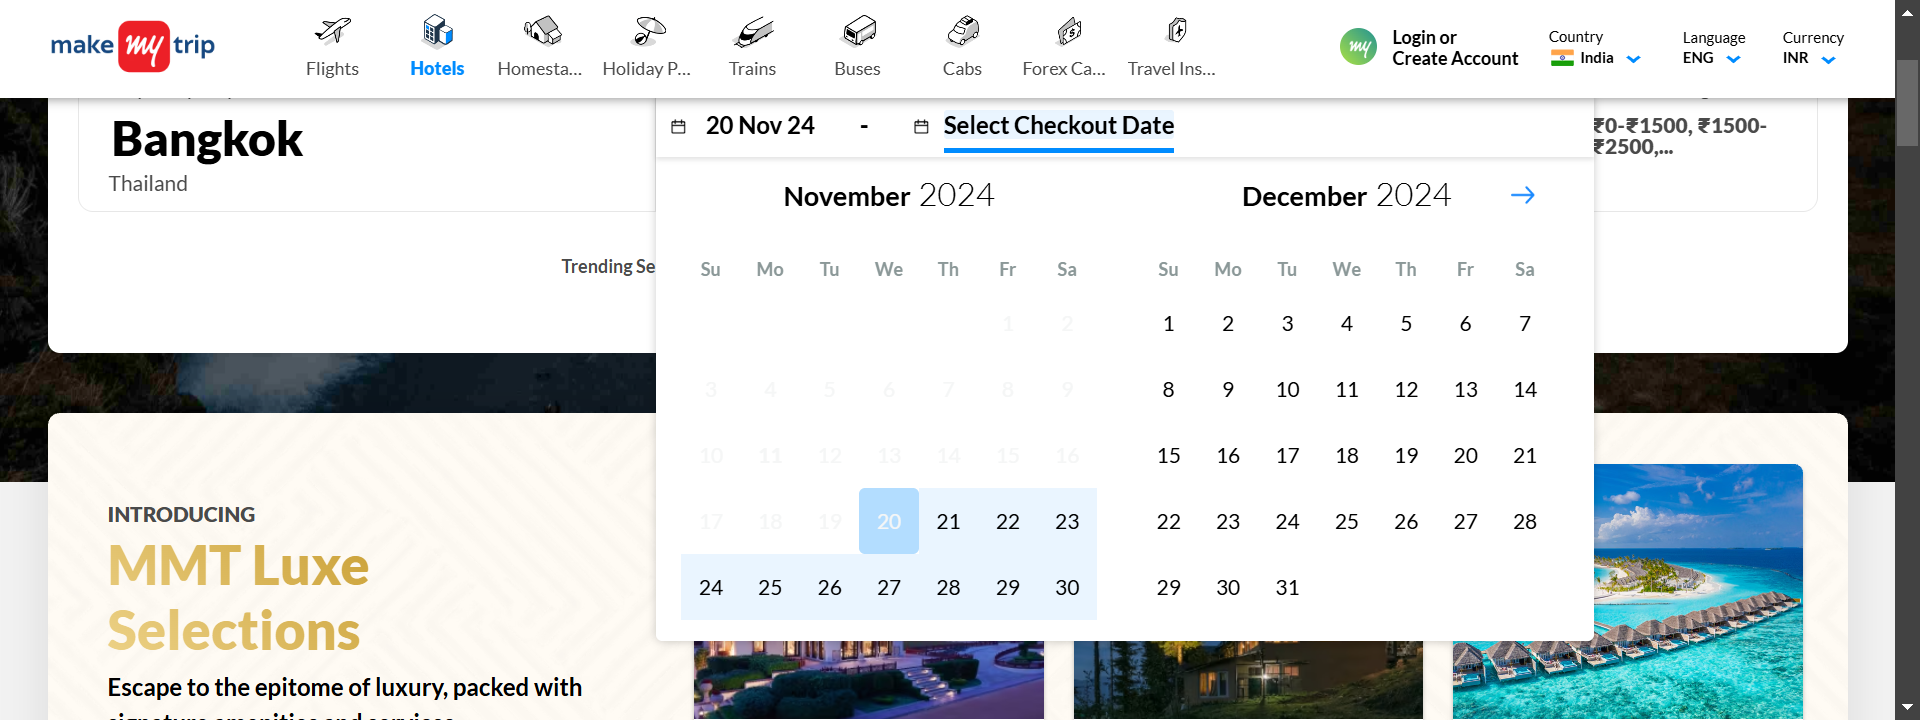 make my trip
Flights
Hotels
Homesta...
Holiday P...
Trains
Buses
Cabs
Forex Ca...
Travel Ins...
my
Login or
Create Account
Country
India
Language
ENG
Currency
INR
Bangkok
Thailand
20 Nov 24 - Select Checkout Date
₹0-₹1500, ₹1500-
₹2500,...
Trending Se
November 2024
Su Mo Tu We Th Fr Sa
1 2
3 4 5 6 7 8 9
10 11 12 13 14 15 16
17 18 19 20 21 22 23
24 25 26 27 28 29 30
December 2024
Su Mo Tu We Th Fr Sa
1 2 3 4 5 6 7
8 9 10 11 12 13 14
15 16 17 18 19 20 21
22 23 24 25 26 27 28
29 30 31
INTRODUCING
MMT Luxe
Selections
Escape to the epitome of luxury, packed with
signature amenities and services